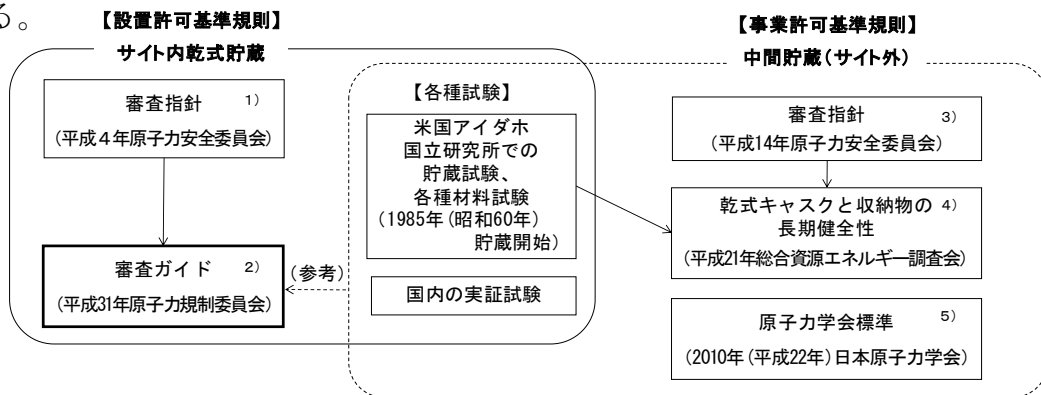 る。
【設置許可基準規則】
サイト内乾式貯蔵
審査指針 1)
(平成４年原子力安全委員会)
審査ガイド 2)
(平成31年原子力規制委員会)
(参考)
【各種試験】
米国アイダホ
国立研究所での
貯蔵試験、
各種材料試験
(1985年(昭和60年)
貯蔵開始)
国内の実証試験
【事業許可基準規則】
中間貯蔵(サイト外)
審査指針 3)
(平成14年原子力安全委員会)
乾式キャスクと収納物の 4)
長期健全性
(平成21年総合資源エネルギー調査会)
原子力学会標準 5)
(2010年(平成22年)日本原子力学会)